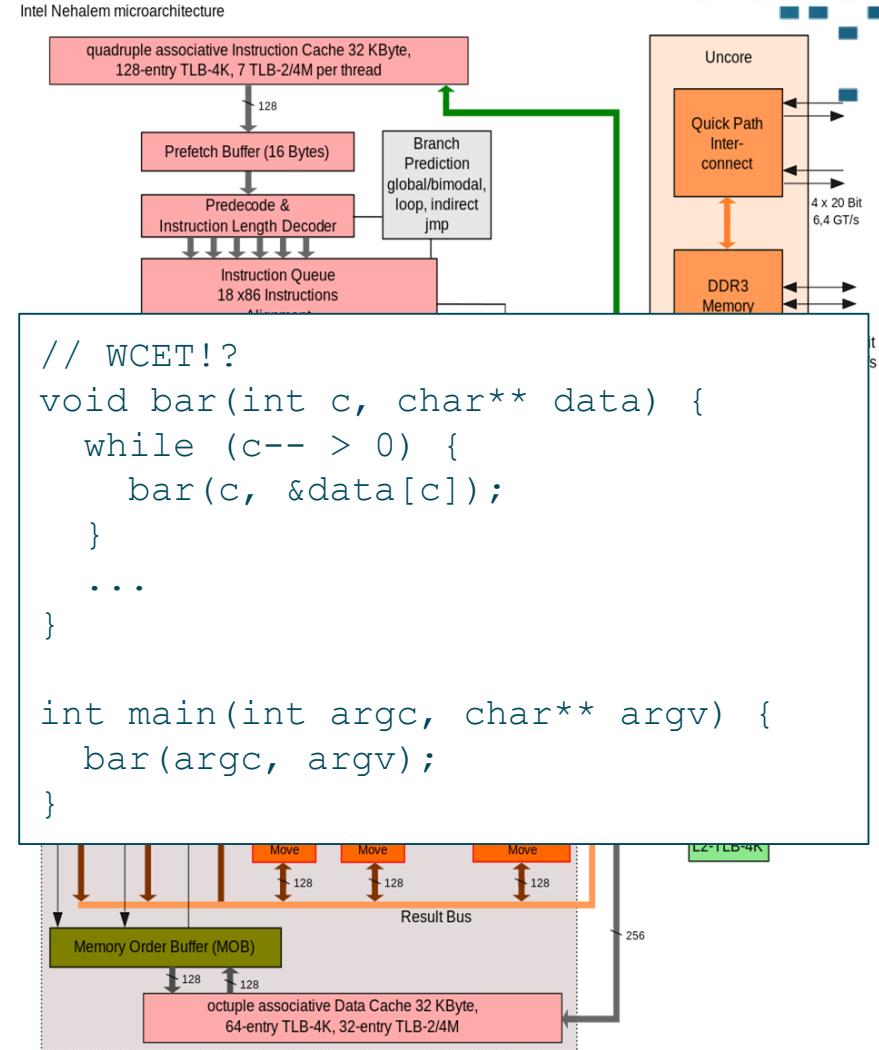 Intel Nehalem microarchitecture
quadruple associative Instruction Cache 32 KByte,
128-entry TLB-4K, 7 TLB-2/4M per thread
128
Prefetch Buffer (16 Bytes)
Predecode &
Instruction Length Decoder
Branch
Prediction
global/bimodal,
loop, indirect
jmp
Instruction Queue
18 x86 Instructions
Alignment
Uncore
Quick Path
Inter-
connect
4 x 20 Bit
6,4 GT/s
DDR3
Memory
// WCET!?
void bar(int c, char** data) {
  while (c-- > 0) {
    bar(c, &data[c]);
  }
  ...
}
int main(int argc, char** argv) {
  bar(argc, argv);
}
Move
Move
Move
L2-TLB-4K
128
128
128
Result Bus
256
Memory Order Buffer (MOB)
128
128
octuple associative Data Cache 32 KByte,
64-entry TLB-4K, 32-entry TLB-2/4M